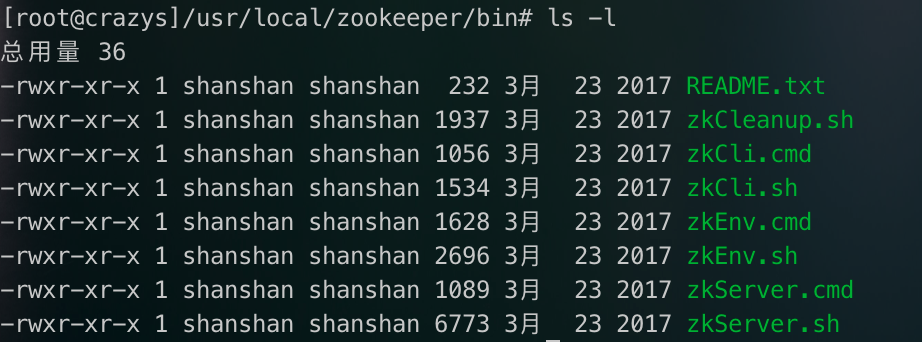 [root@crazys]/usr/local/zookeeper/bin# ls -l
总用量 36
-rwxr-xr-x 1 shanshan shanshan  232 3月  23 2017 README.txt
-rwxr-xr-x 1 shanshan shanshan 1937 3月  23 2017 zkCleanup.sh
-rwxr-xr-x 1 shanshan shanshan 1056 3月  23 2017 zkCli.cmd
-rwxr-xr-x 1 shanshan shanshan 1534 3月  23 2017 zkCli.sh
-rwxr-xr-x 1 shanshan shanshan 1628 3月  23 2017 zkEnv.cmd
-rwxr-xr-x 1 shanshan shanshan 2696 3月  23 2017 zkEnv.sh
-rwxr-xr-x 1 shanshan shanshan 1089 3月  23 2017 zkServer.cmd
-rwxr-xr-x 1 shanshan shanshan 6773 3月  23 2017 zkServer.sh